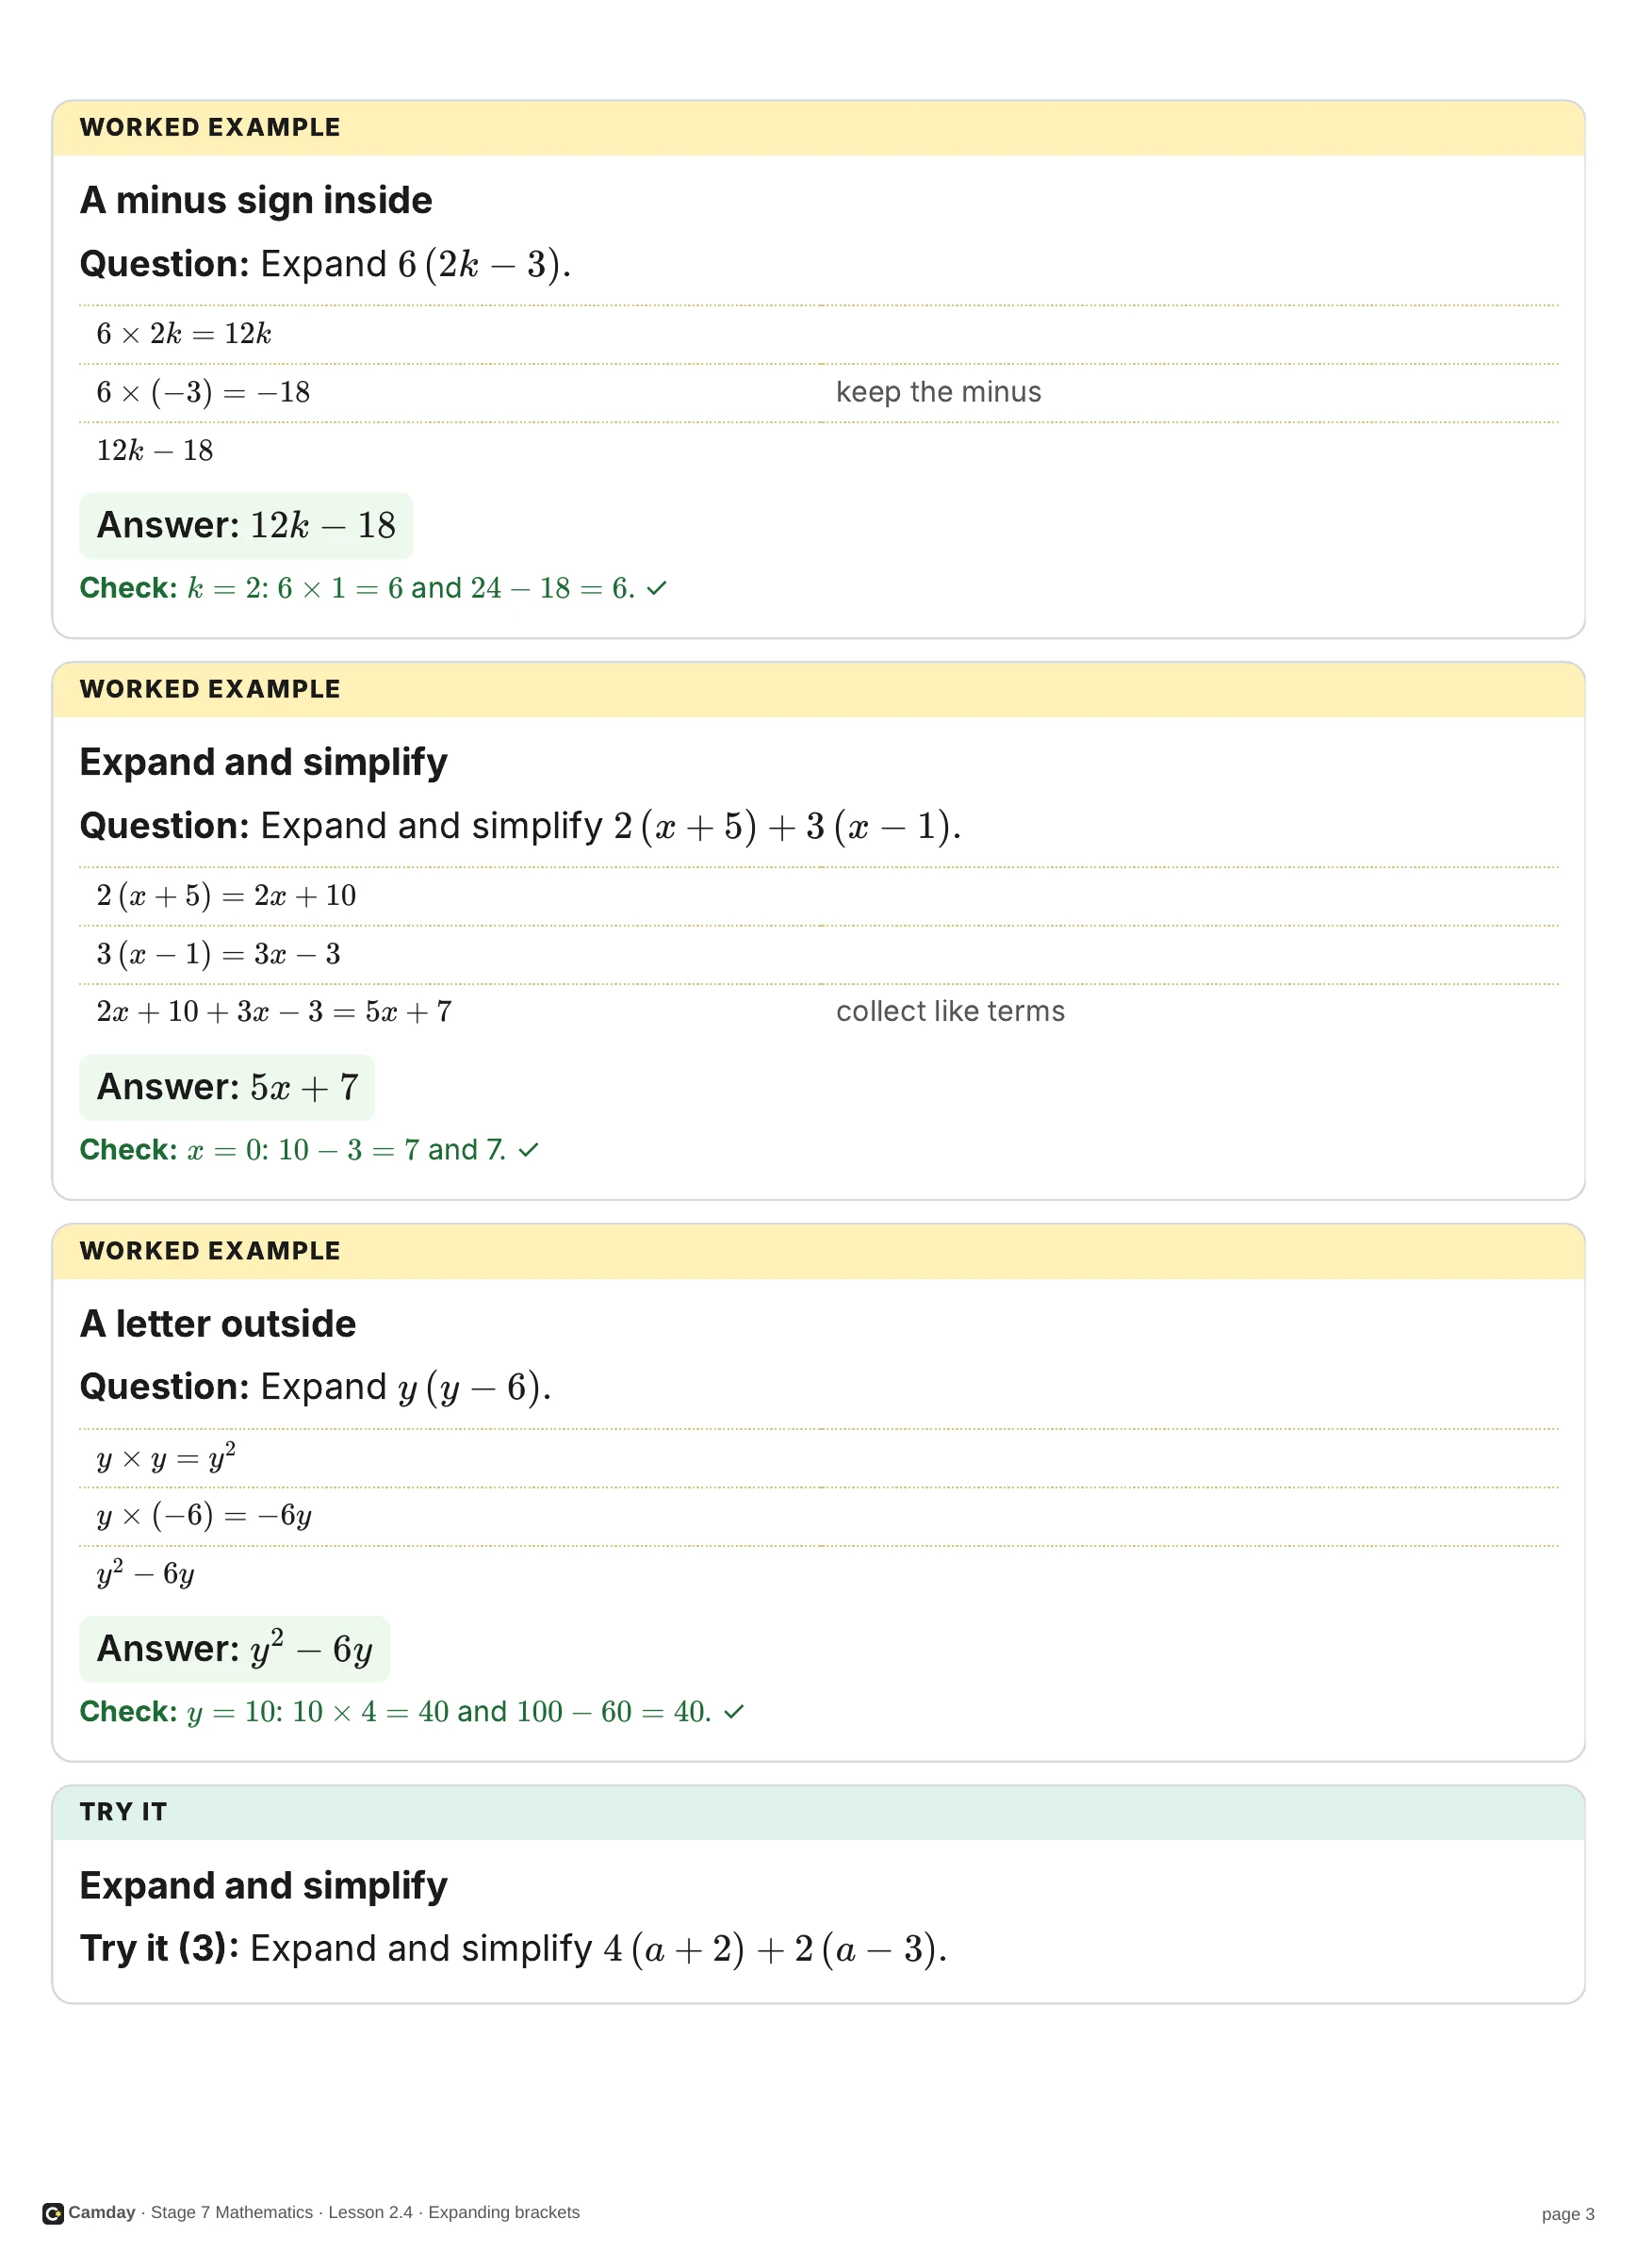 WORKED EXAMPLE
A minus sign inside
Question: Expand 6 (2k − 3).
6 × 2k = 12k
6 × (−3) = −18 keep the minus
12k − 18
Answer: 12k − 18
Check: k = 2: 6 × 1 = 6 and 24 − 18 = 6. ✓
WORKED EXAMPLE
Expand and simplify
Question: Expand and simplify 2 (x + 5) + 3 (x − 1).
2 (x + 5) = 2x + 10
3 (x − 1) = 3x − 3
2x + 10 + 3x − 3 = 5x + 7 collect like terms
Answer: 5x + 7
Check: x = 0: 10 − 3 = 7 and 7. ✓
WORKED EXAMPLE
A letter outside
Question: Expand y (y − 6).
y × y = y²
y × (−6) = −6y
y² − 6y
Answer: y² − 6y
Check: y = 10: 10 × 4 = 40 and 100 − 60 = 40. ✓
TRY IT
Expand and simplify
Try it (3): Expand and simplify 4 (a + 2) + 2 (a − 3).
Camday · Stage 7 Mathematics · Lesson 2.4 · Expanding brackets
page 3